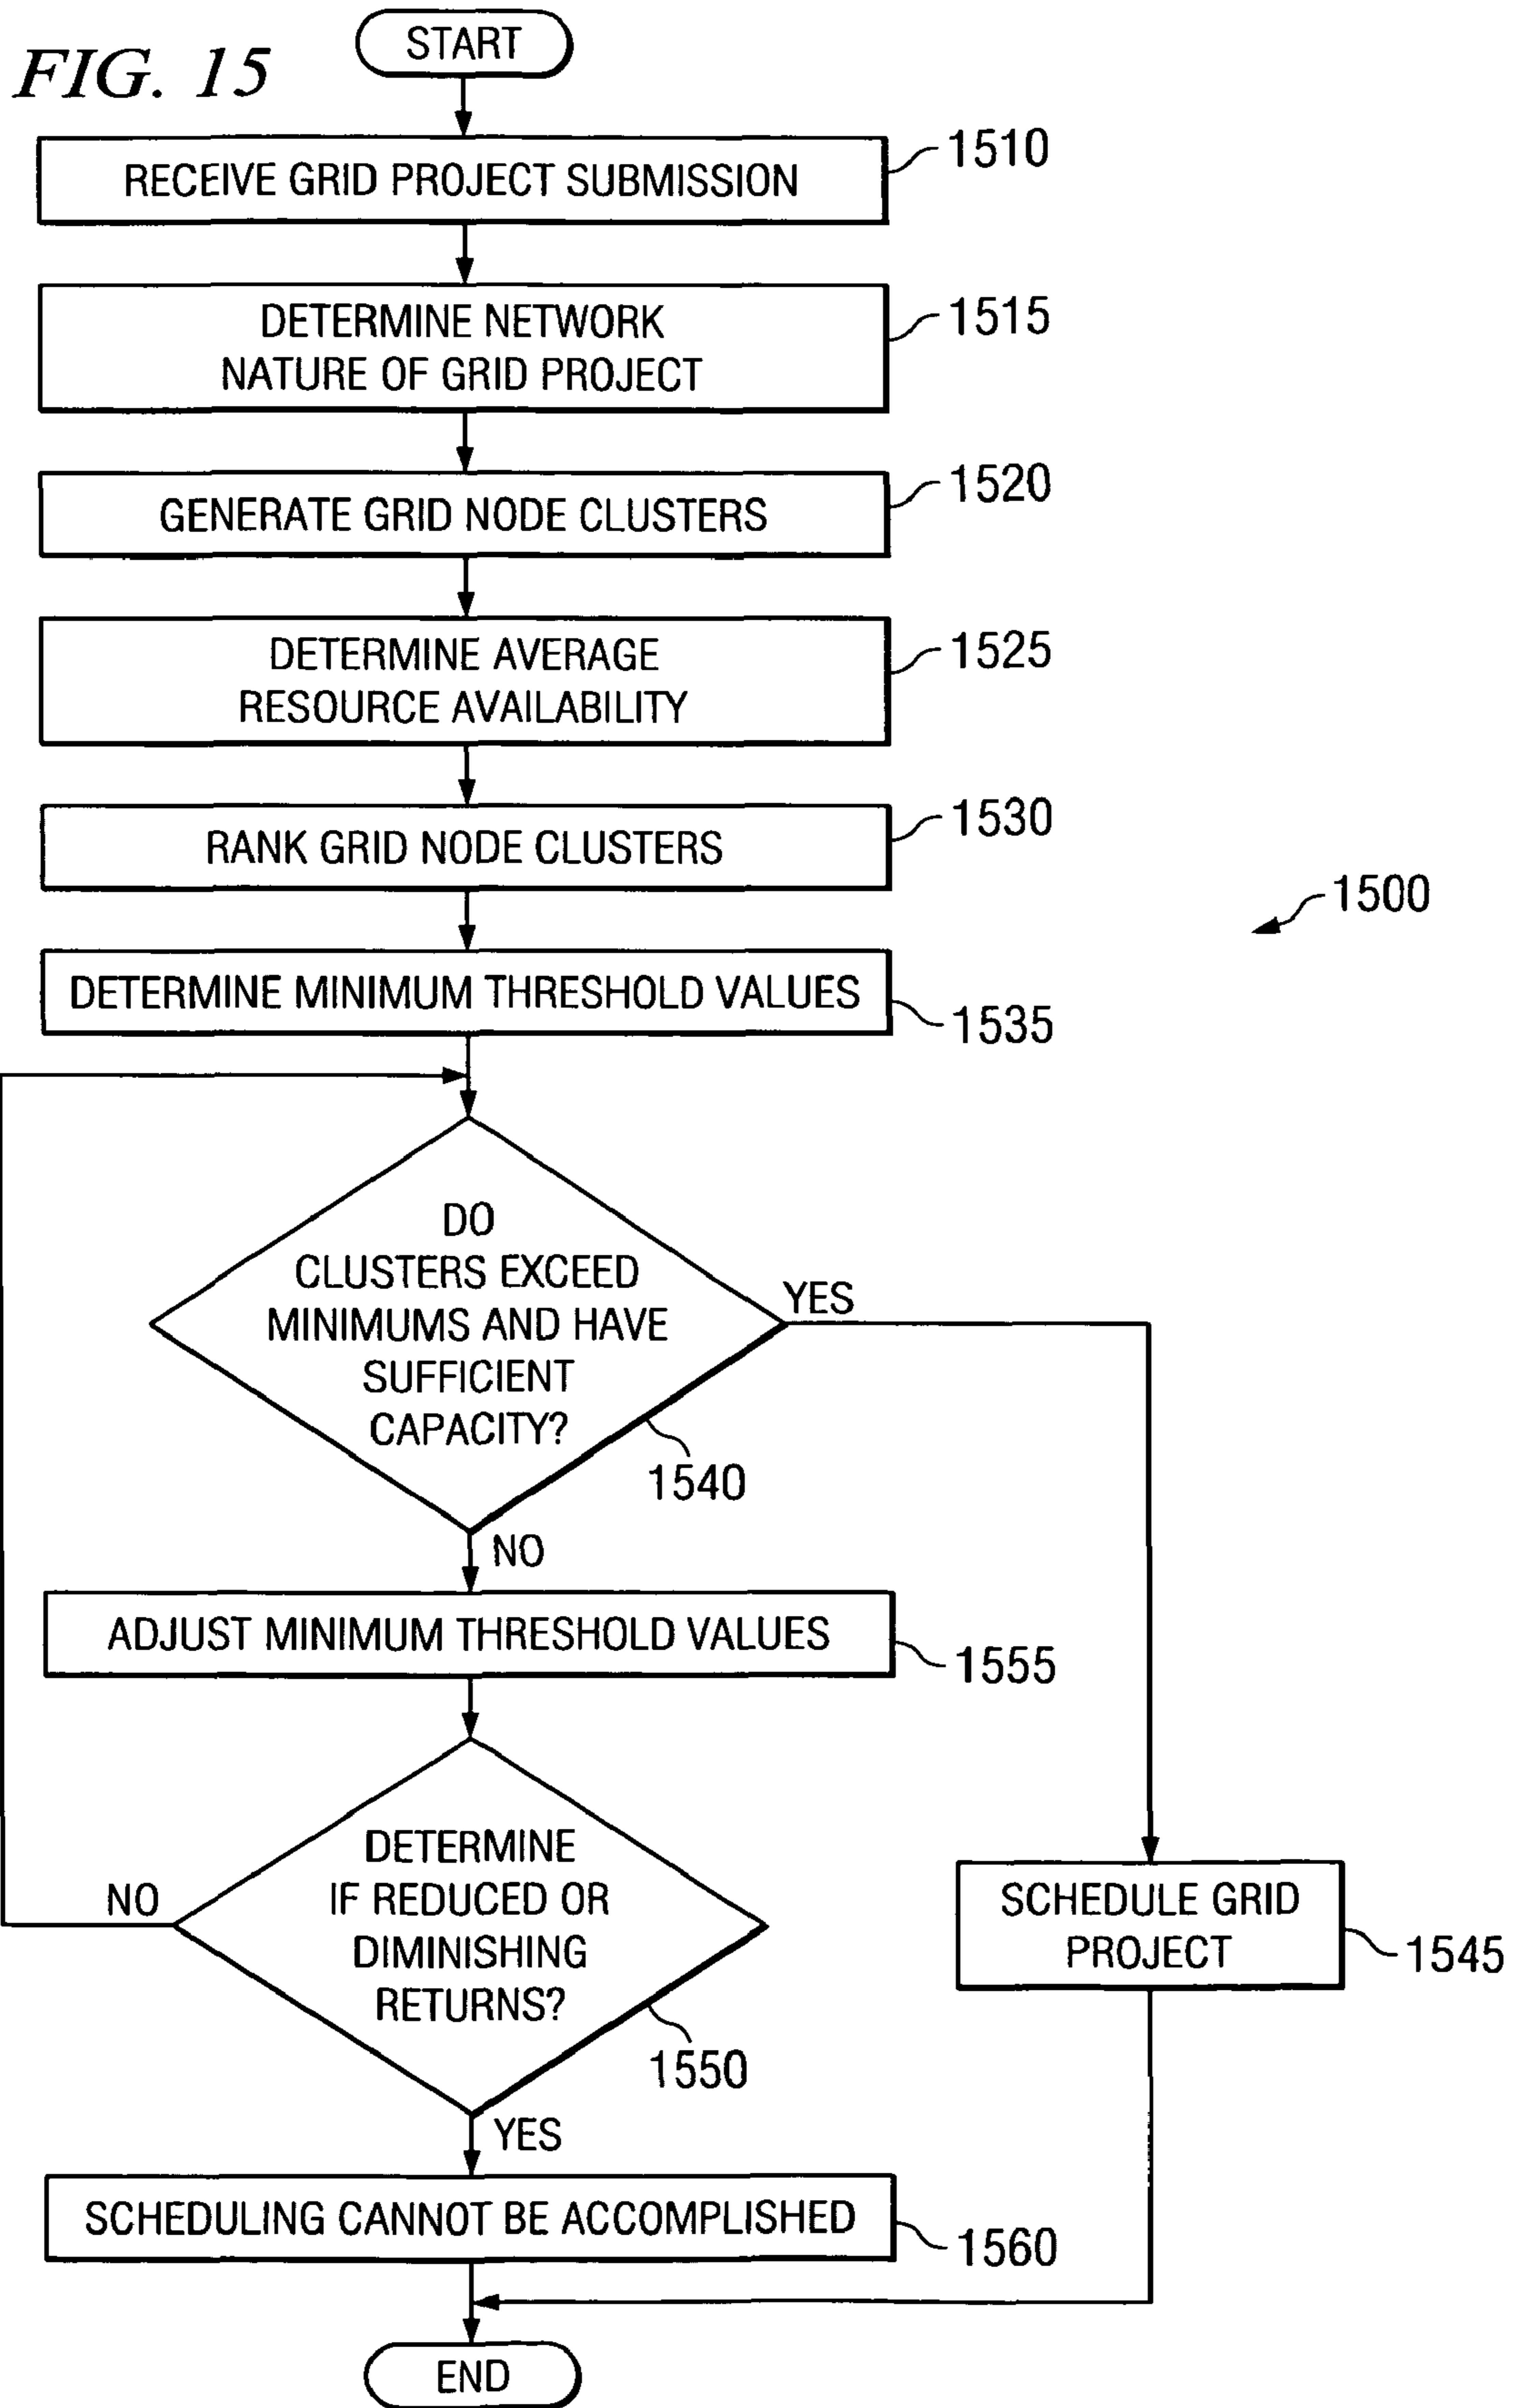 FIG. 15
START
RECEIVE GRID PROJECT SUBMISSION
1510
DETERMINE NETWORK
NATURE OF GRID PROJECT
1515
GENERATE GRID NODE CLUSTERS
1520
DETERMINE AVERAGE
RESOURCE AVAILABILITY
1525
RANK GRID NODE CLUSTERS
1530
1500
DETERMINE MINIMUM THRESHOLD VALUES
1535
DO
CLUSTERS EXCEED
MINIMUMS AND HAVE
SUFFICIENT
CAPACITY?
YES
1540
NO
ADJUST MINIMUM THRESHOLD VALUES
1555
DETERMINE
IF REDUCED OR
DIMINISHING
RETURNS?
NO
1550
YES
SCHEDULE GRID
PROJECT
1545
SCHEDULING CANNOT BE ACCOMPLISHED
1560
END